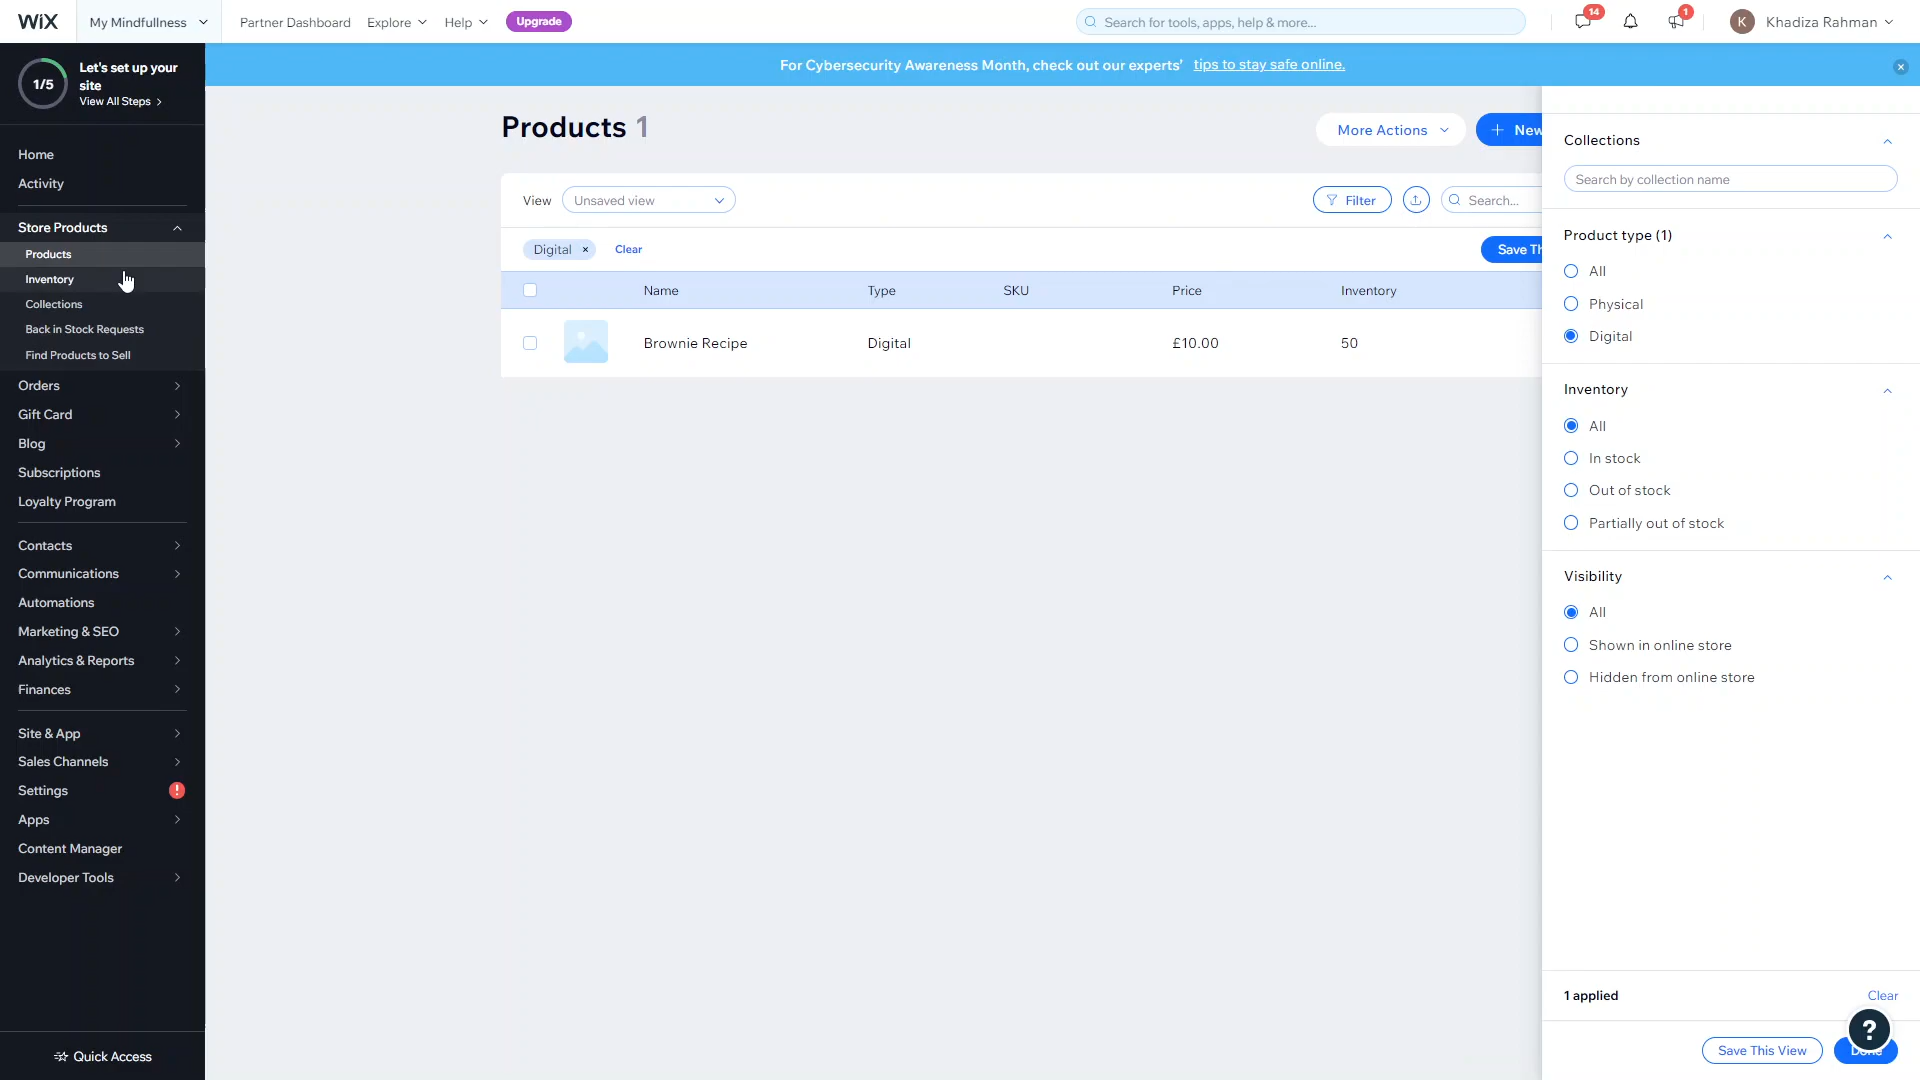 WiX
My Mindfullness
Partner Dashboard
Explore
Help
Upgrade
Search for tools, apps, help & more...
14
1
K
Khadiza Rahman
1/5
Let's set up your
site
View All Steps
For Cybersecurity Awareness Month, check out our experts' tips to stay safe online.
Home
Activity
Store Products
Products
Inventory
Collections
Back in Stock Requests
Find Products to Sell
Orders
Gift Card
Blog
Subscriptions
Loyalty Program
Contacts
Communications
Automations
Marketing & SEO
Analytics & Reports
Finances
Site & App
Sales Channels
Settings
!
Apps
Content Manager
Developer Tools
Quick Access
Products 1
More Actions
+ New
View
Unsaved view
Filter
Search...
Digital ×
Clear
Save Th
Name Type SKU Price Inventory
Brownie Recipe Digital £10.00 50
Collections
Search by collection name
Product type (1)
All
Physical
Digital
Inventory
All
In stock
Out of stock
Partially out of stock
Visibility
All
Shown in online store
Hidden from online store
1 applied
Clear
?
Save This View